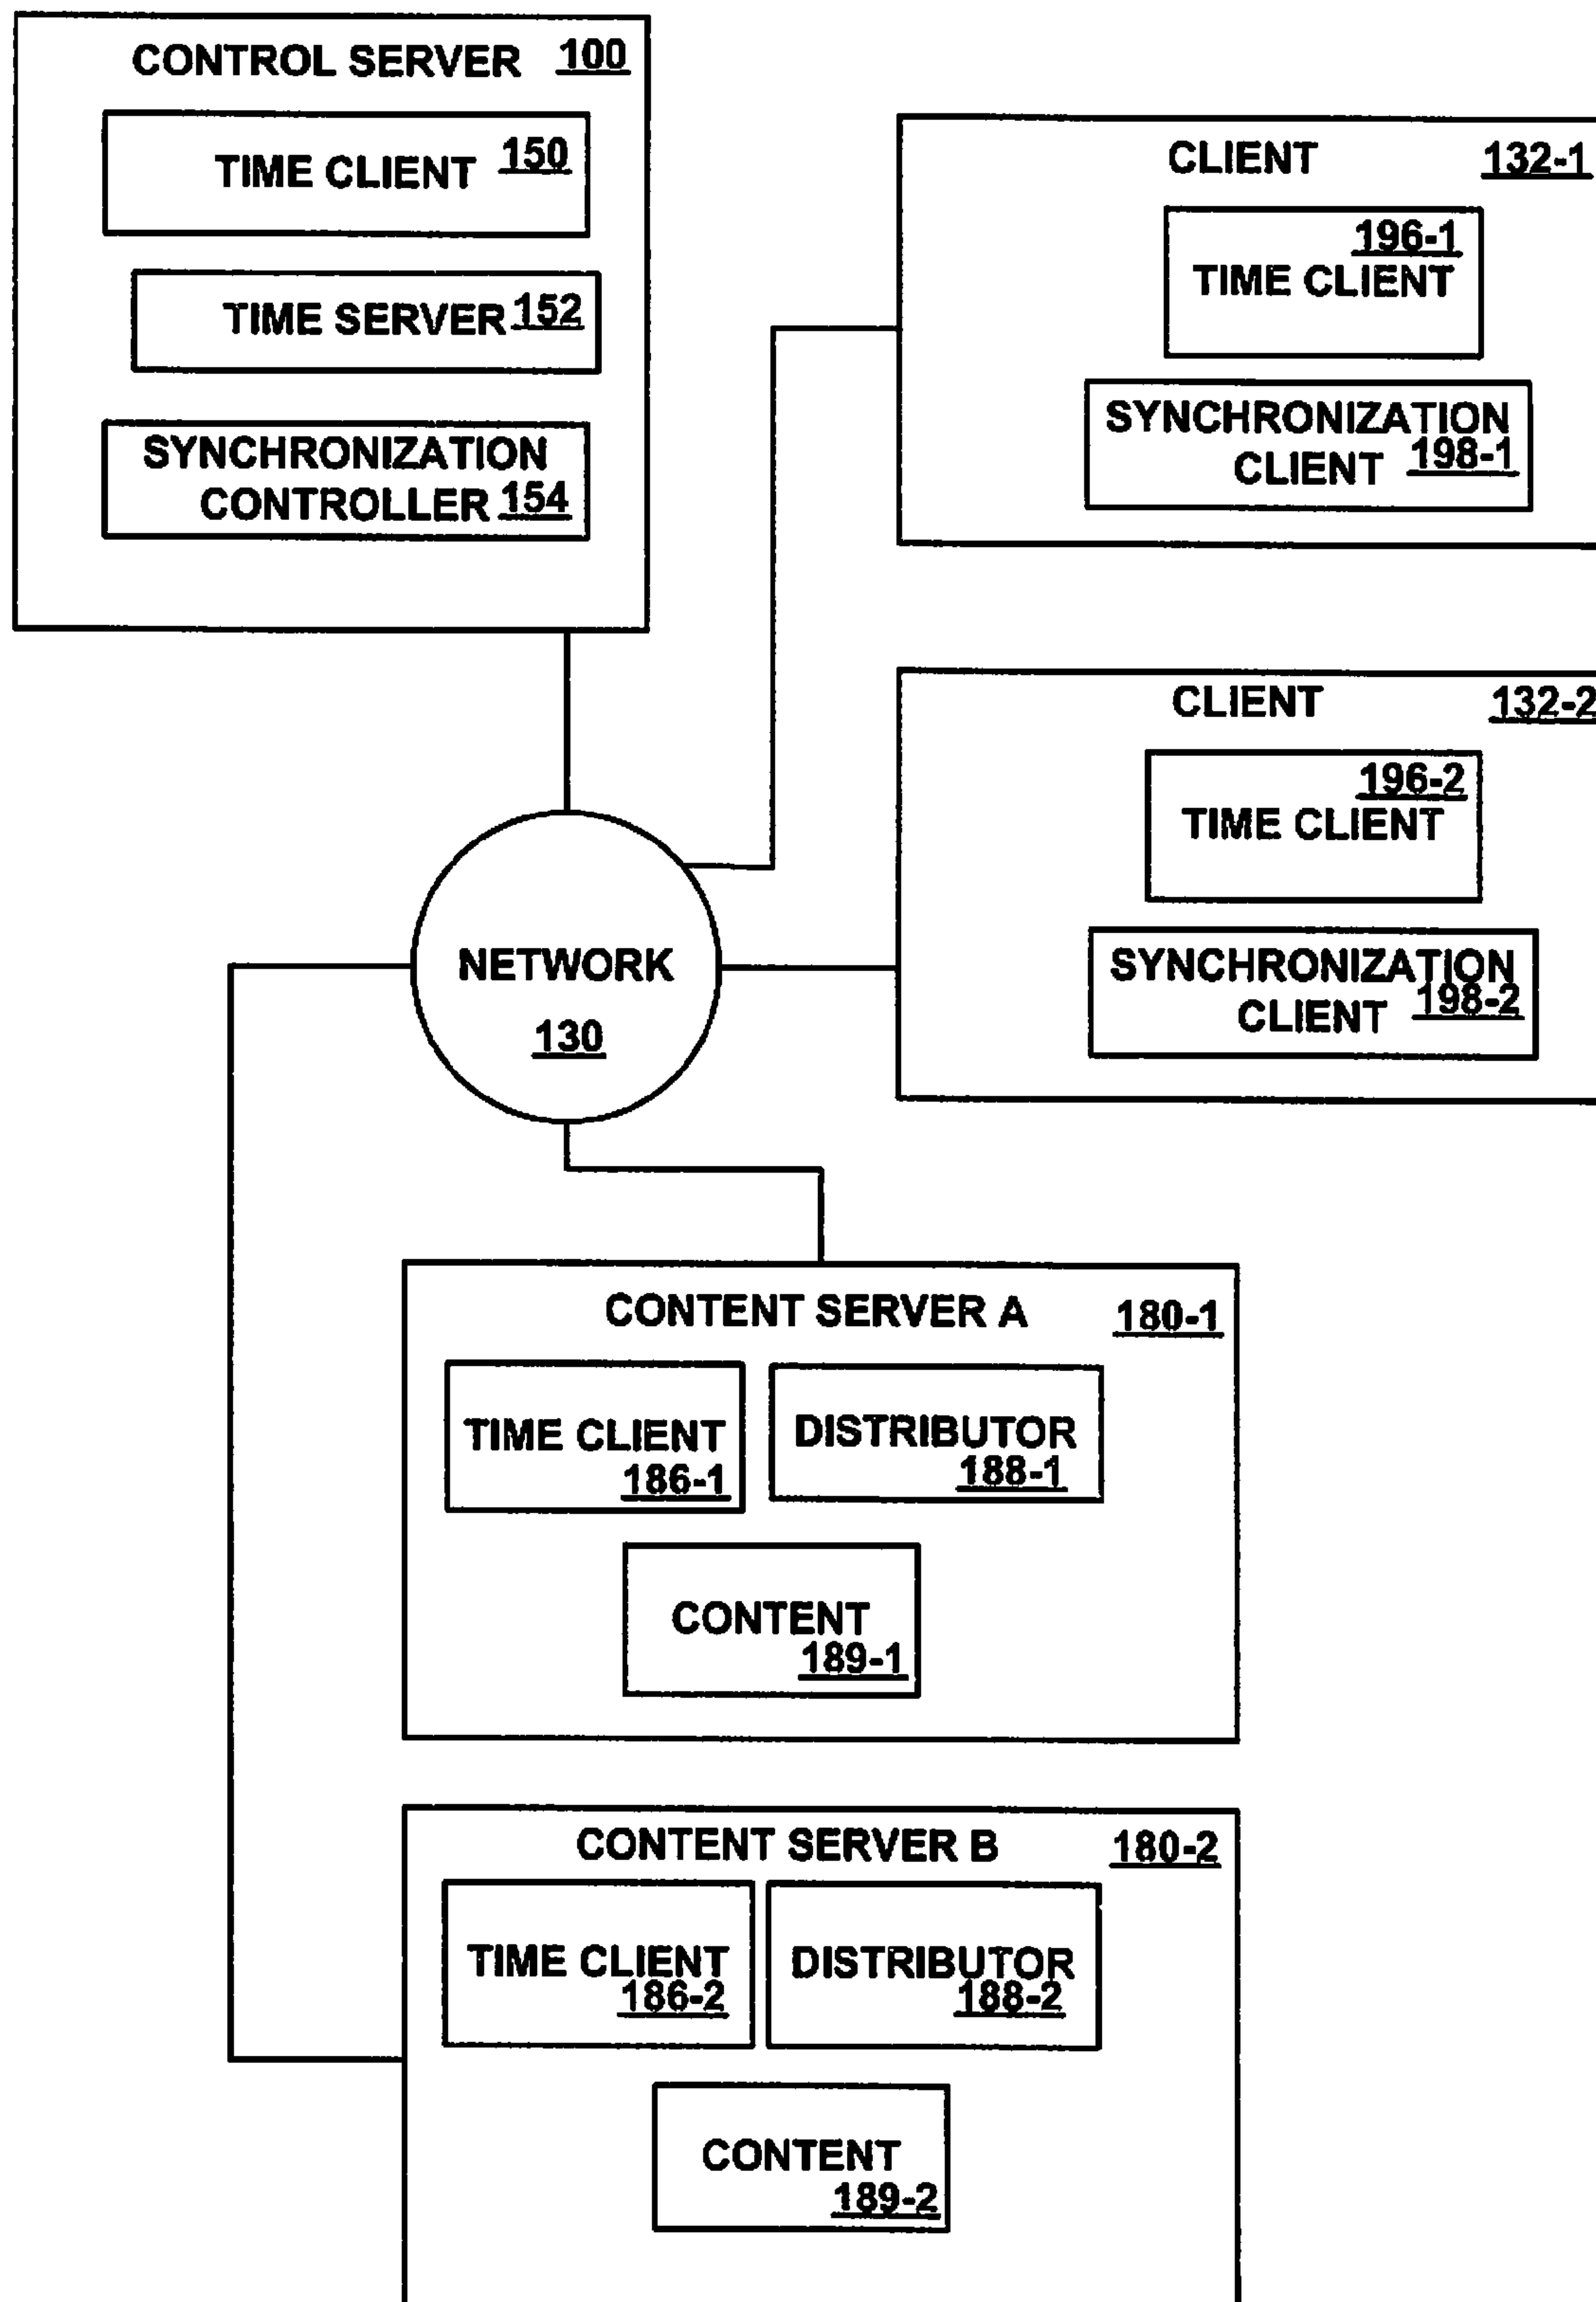 CONTROL SERVER 100
TIME CLIENT 150
TIME SERVER 152
SYNCHRONIZATION
CONTROLLER 154
CLIENT 132-1
196-1
TIME CLIENT
SYNCHRONIZATION
CLIENT 198-1
CLIENT 132-2
196-2
TIME CLIENT
SYNCHRONIZATION
CLIENT 198-2
NETWORK
130
CONTENT SERVER A 180-1
TIME CLIENT
186-1
DISTRIBUTOR
188-1
CONTENT
189-1
CONTENT SERVER B 180-2
TIME CLIENT
186-2
DISTRIBUTOR
188-2
CONTENT
189-2